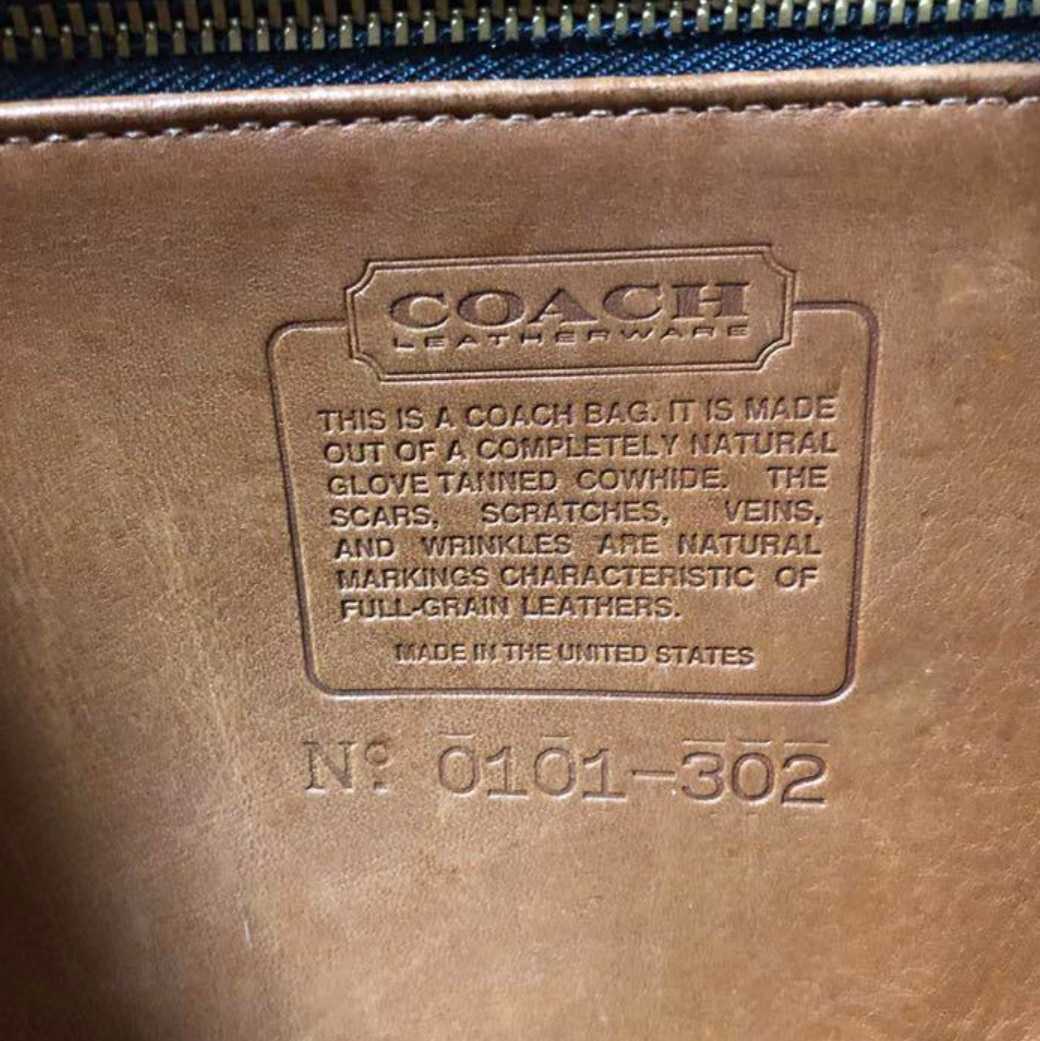 COACH
LEATHERWARE
THIS IS A COACH BAG. IT IS MADE
OUT OF A COMPLETELY NATURAL
GLOVE TANNED COWHIDE. THE
SCARS, SCRATCHES, VEINS,
AND WRINKLES ARE NATURAL
MARKINGS CHARACTERISTIC OF
FULL-GRAIN LEATHERS.
MADE IN THE UNITED STATES
Nº 0101-302